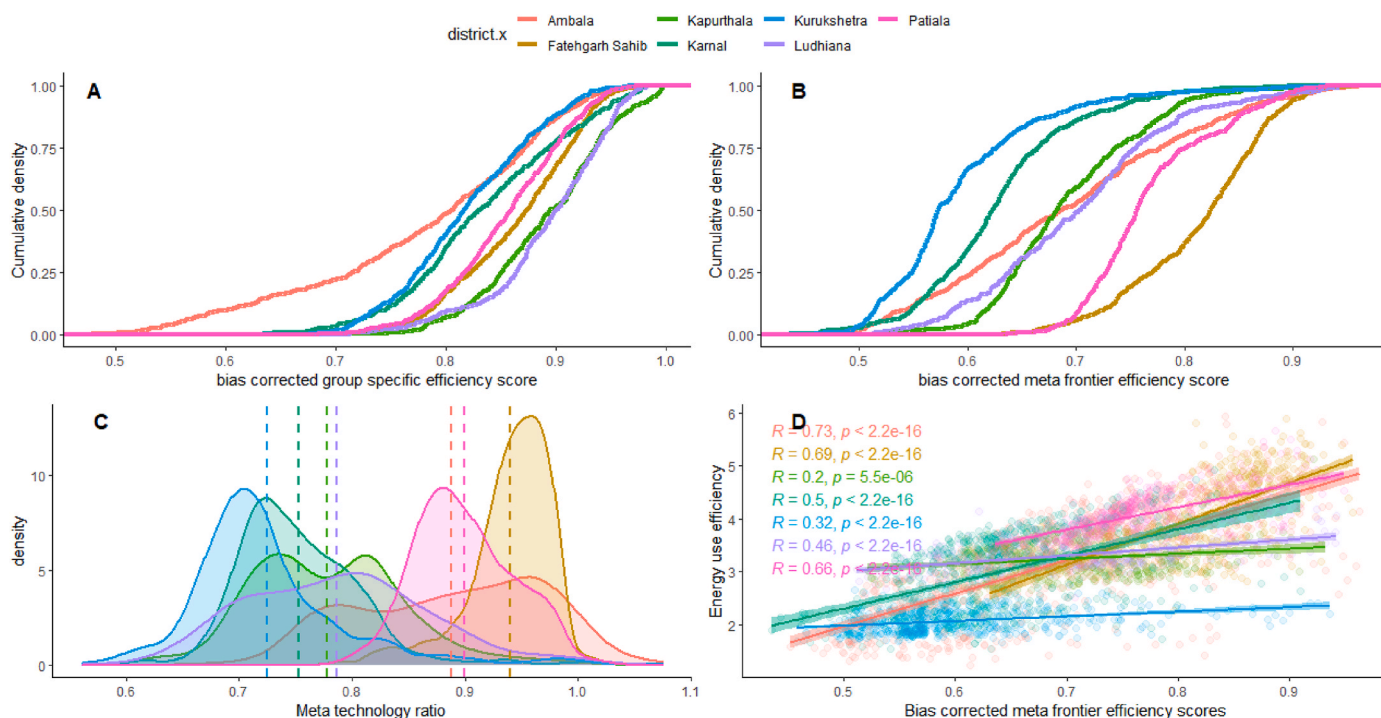 district.x
Ambala Kapurthala Kurukshetra Patiala
Fatehgarh Sahib Karnal Ludhiana
A
Cumulative density
1.00
0.75
0.50
0.25
0.00
0.5 0.6 0.7 0.8 0.9 1.0
bias corrected group specific efficiency score
B
Cumulative density
1.00
0.75
0.50
0.25
0.00
0.5 0.6 0.7 0.8 0.9
bias corrected meta frontier efficiency score
C
density
10
5
0
0.6 0.7 0.8 0.9 1.0 1.1
Meta technology ratio
D
Energy use efficiency
6
5
4
3
2
R = 0.73, p < 2.2e-16
R = 0.69, p < 2.2e-16
R = 0.2, p = 5.5e-06
R = 0.5, p < 2.2e-16
R = 0.32, p < 2.2e-16
R = 0.46, p < 2.2e-16
R = 0.66, p < 2.2e-16
0.5 0.6 0.7 0.8 0.9
Bias corrected meta frontier efficiency scores